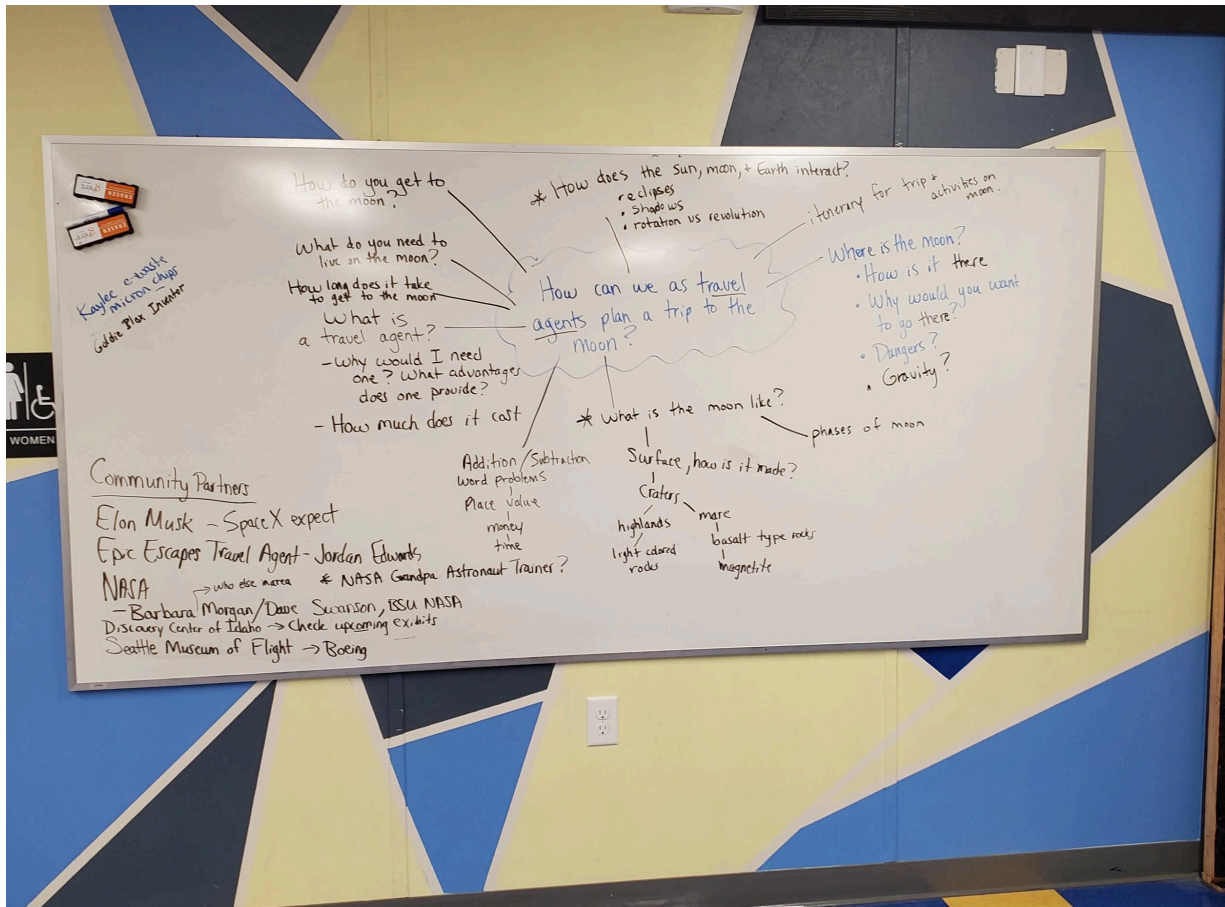 How do you get to
the moon?
* How does the sun, moon, + Earth interact?
• eclipses
• shadows
• rotation vs revolution
itinerary for trip +
activities on
moon.
What do you need to
live on the moon?
How long does it take
to get to the moon
What is
a travel agent?
- Why would I need
one? What advantages
does one provide?
- How much does it cost
How can we as travel
agents plan a trip to the
moon?
Where is the moon?
• How is it there
• Why would you want
to go there?
• Dangers?
• Gravity?
Kaylee e-waste
micron chips
Goldie Blox Inventor
WOMEN
* What is the moon like?
phases of moon
Surface, how is it made?
Craters
highlands
light colored
rocks
mare
basalt type rocks
magnetite
Addition/Subtraction
word problems
Place value
money
time
Community Partners
Elon Musk - SpaceX expect
Epic Escapes Travel Agent - Jordan Edwards
NASA
→ who else in area
* NASA Grandpa Astronaut Trainer?
- Barbara Morgan/Dave Swanson, BSU NASA
Discovery Center of Idaho → Check upcoming exibits
Seattle Museum of Flight → Boeing